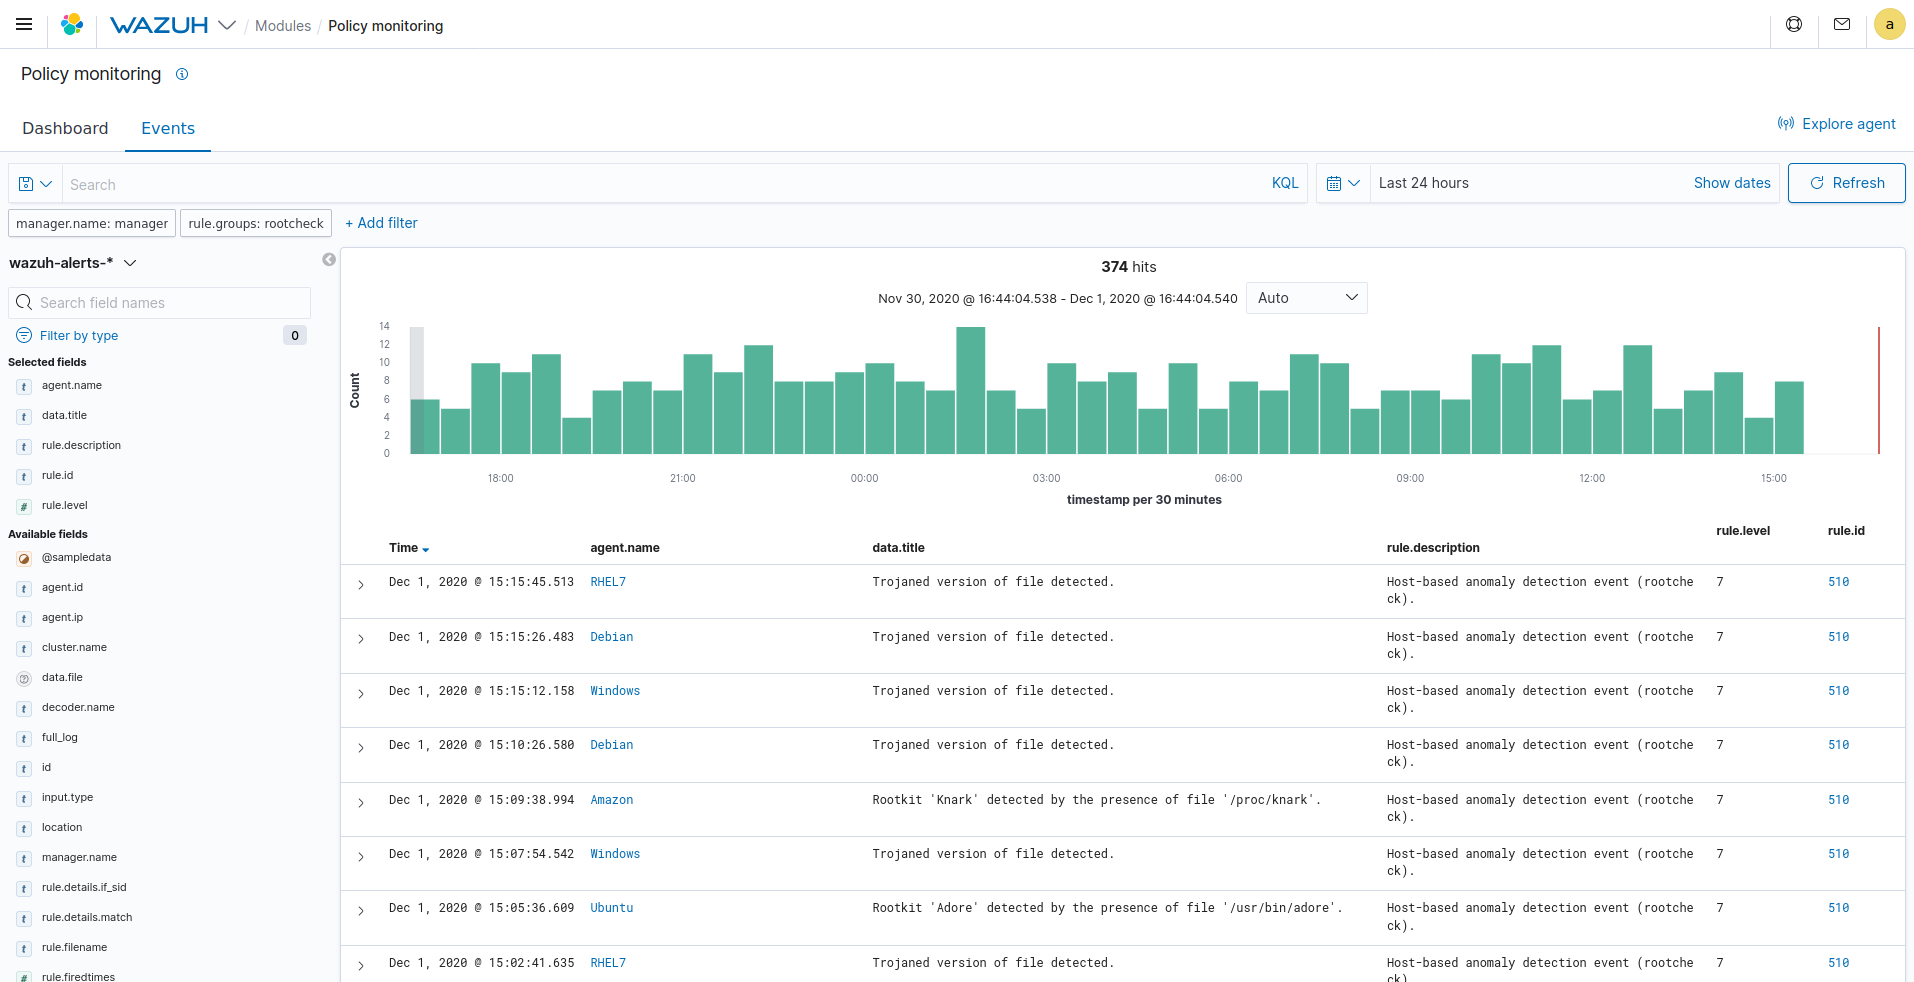 WAZUH / Modules / Policy monitoring
a
Policy monitoring
Dashboard
Events
Explore agent
Search
KQL
Last 24 hours
Show dates
Refresh
manager.name: manager
rule.groups: rootcheck
+ Add filter
wazuh-alerts-*
Search field names
Filter by type
0
Selected fields
t agent.name
t data.title
t rule.description
t rule.id
# rule.level
Available fields
@sampledata
t agent.id
t agent.ip
t cluster.name
? data.file
t decoder.name
t full_log
t id
t input.type
t location
t manager.name
t rule.details.if_sid
t rule.details.match
t rule.filename
# rule.firedtimes
374 hits
Nov 30, 2020 @ 16:44:04.538 - Dec 1, 2020 @ 16:44:04.540
Auto
Count
14
12
10
8
6
4
2
0
18:00 21:00 00:00 03:00 06:00 09:00 12:00 15:00
timestamp per 30 minutes
Time agent.name data.title rule.description rule.level rule.id
Dec 1, 2020 @ 15:15:45.513 RHEL7 Trojaned version of file detected. Host-based anomaly detection event (rootche 7 510
ck).
Dec 1, 2020 @ 15:15:26.483 Debian Trojaned version of file detected. Host-based anomaly detection event (rootche 7 510
ck).
Dec 1, 2020 @ 15:15:12.158 Windows Trojaned version of file detected. Host-based anomaly detection event (rootche 7 510
ck).
Dec 1, 2020 @ 15:10:26.580 Debian Trojaned version of file detected. Host-based anomaly detection event (rootche 7 510
ck).
Dec 1, 2020 @ 15:09:38.994 Amazon Rootkit 'Knark' detected by the presence of file '/proc/knark'. Host-based anomaly detection event (rootche 7 510
ck).
Dec 1, 2020 @ 15:07:54.542 Windows Trojaned version of file detected. Host-based anomaly detection event (rootche 7 510
ck).
Dec 1, 2020 @ 15:05:36.609 Ubuntu Rootkit 'Adore' detected by the presence of file '/usr/bin/adore'. Host-based anomaly detection event (rootche 7 510
ck).
Dec 1, 2020 @ 15:02:41.635 RHEL7 Trojaned version of file detected. Host-based anomaly detection event (rootche 7 510
ck).